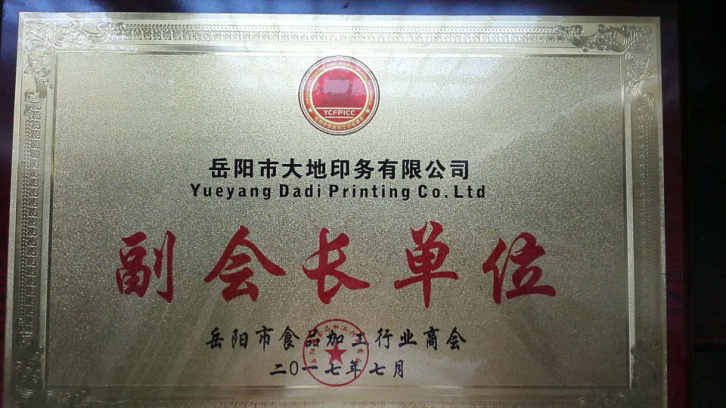 YCFPICC
岳阳市大地印务有限公司
Yueyang Dadi Printing Co.Ltd
副会长单位
岳阳市食品加工行业商会
二〇一七年七月